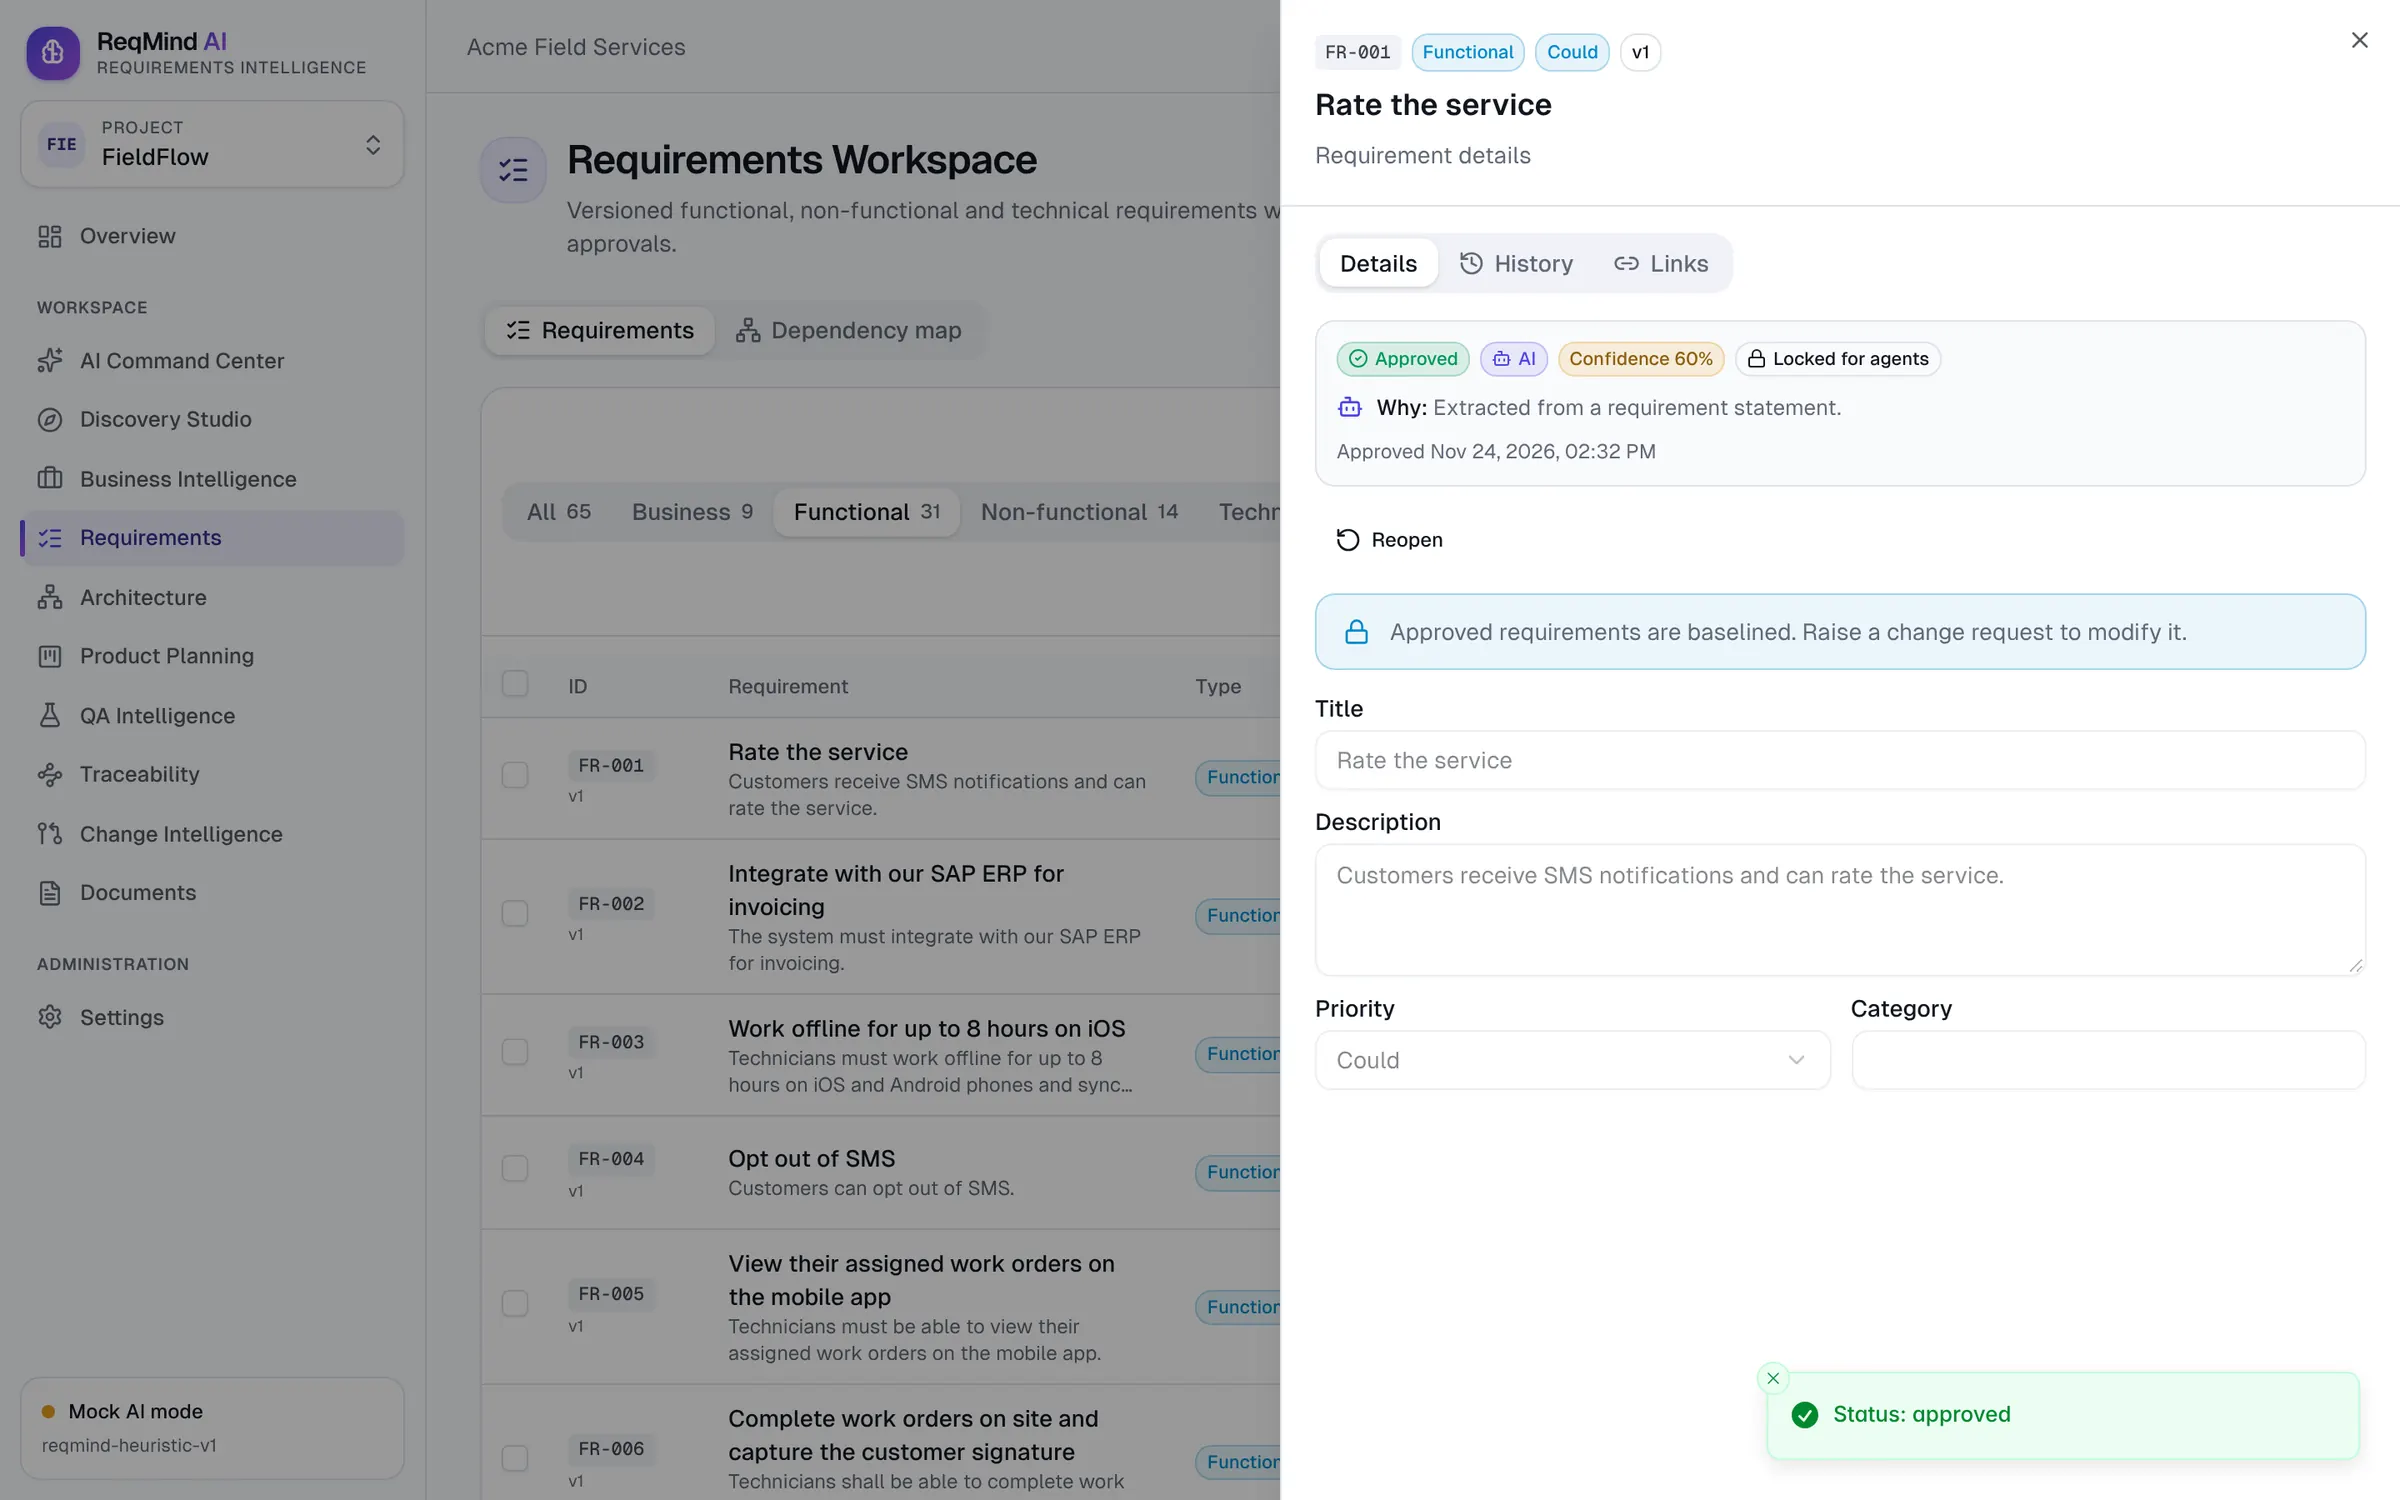 ReqMind AI
REQUIREMENTS INTELLIGENCE
FIE
PROJECT
FieldFlow
Overview
WORKSPACE
AI Command Center
Discovery Studio
Business Intelligence
Requirements
Architecture
Product Planning
QA Intelligence
Traceability
Change Intelligence
Documents
ADMINISTRATION
Settings
Mock AI mode
reqmind-heuristic-v1
Acme Field Services
Requirements Workspace
Versioned functional, non-functional and technical requirements w
approvals.
Requirements
Dependency map
All 65
Business 9
Functional 31
Non-functional 14
Techn
ID
Requirement
Type
FR-001
v1
Rate the service
Customers receive SMS notifications and can
rate the service.
Function
FR-002
v1
Integrate with our SAP ERP for
invoicing
The system must integrate with our SAP ERP
for invoicing.
Function
FR-003
v1
Work offline for up to 8 hours on iOS
Technicians must work offline for up to 8
hours on iOS and Android phones and sync...
Function
FR-004
v1
Opt out of SMS
Customers can opt out of SMS.
Function
FR-005
v1
View their assigned work orders on
the mobile app
Technicians must be able to view their
assigned work orders on the mobile app.
Function
FR-006
v1
Complete work orders on site and
capture the customer signature
Technicians shall be able to complete work
Function
FR-001
Functional
Could
v1
Rate the service
Requirement details
Details
History
Links
Approved
AI
Confidence 60%
Locked for agents
Why: Extracted from a requirement statement.
Approved Nov 24, 2026, 02:32 PM
Reopen
Approved requirements are baselined. Raise a change request to modify it.
Title
Rate the service
Description
Customers receive SMS notifications and can rate the service.
Priority
Category
Could
Status: approved